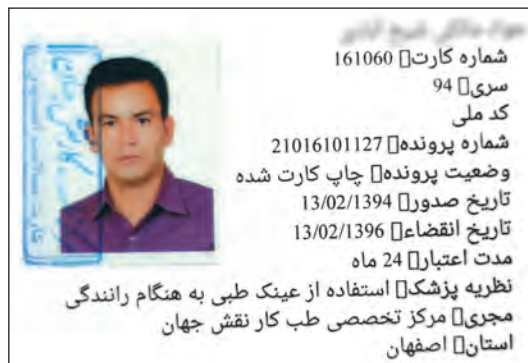 شماره کارت 161060
سری 94
کد ملی
شماره پرونده 21016101127
وضعیت پرونده چاپ کارت شده
تاریخ صدور 13/02/1394
تاریخ انقضاء 13/02/1396
مدت اعتبار 24 ماه
نظریه پزشک استفاده از عینک طبی به هنگام رانندگی
مجری مرکز تخصصی طب کار نقش جهان
استان اصفهان